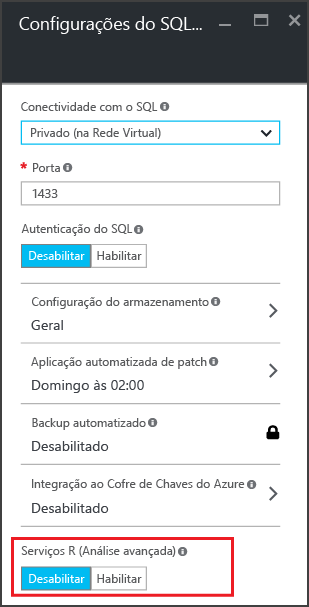 Configurações do SQL...
Conectividade com o SQL
Privado (na Rede Virtual)
* Porta
1433
Autenticação do SQL
Desabilitar Habilitar
Configuração do armazenamento
Geral
Aplicação automatizada de patch
Domingo às 02:00
Backup automatizado
Desabilitado
Integração ao Cofre de Chaves do Azure
Desabilitado
Serviços R (Análise avançada)
Desabilitar Habilitar